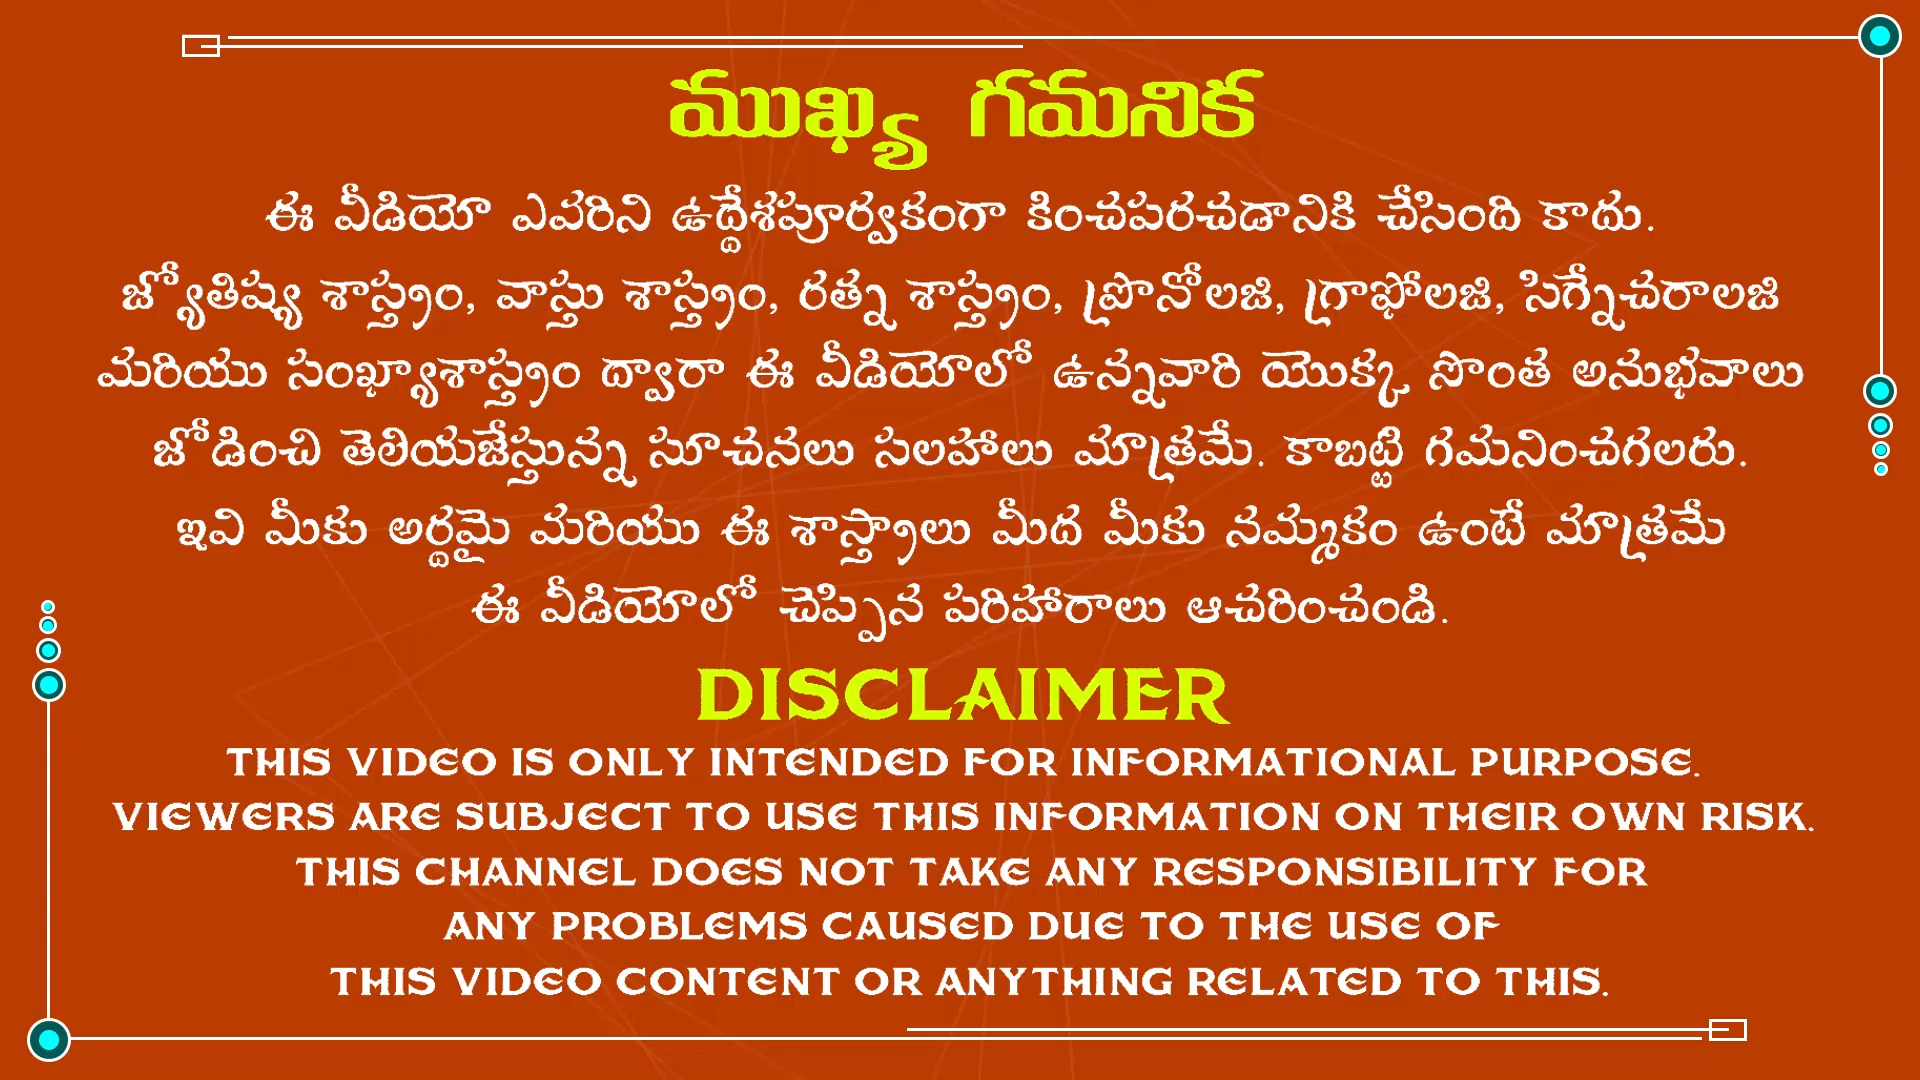 ముఖ్య గమనిక
ఈ వీడియో ఎవరిని ఉద్దేశపూర్వకంగా కించపరచడానికి చేసింది కాదు.
జ్యోతిష్య శాస్త్రం, వాస్తు శాస్త్రం, రత్న శాస్త్రం, ప్రొనోలజి, గ్రాఫోలజి, సిగ్నేచరాలజి
మరియు సంఖ్యాశాస్త్రం ద్వారా ఈ వీడియోలో ఉన్నవారి యొక్క సొంత అనుభవాలు
జోడించి తెలియజేస్తున్న సూచనలు సలహాలు మాత్రమే. కాబట్టి గమనించగలరు.
ఇవి మీకు అర్దమై మరియు ఈ శాస్త్రాలు మీద మీకు నమ్మకం ఉంటే మాత్రమే
ఈ వీడియోలో చెప్పిన పరిహారాలు ఆచరించండి.
DISCLAIMER
THIS VIDEO IS ONLY INTENDED FOR INFORMATIONAL PURPOSE.
VIEWERS ARE SUBJECT TO USE THIS INFORMATION ON THEIR OWN RISK.
THIS CHANNEL DOES NOT TAKE ANY RESPONSIBILITY FOR
ANY PROBLEMS CAUSED DUE TO THE USE OF
THIS VIDEO CONTENT OR ANYTHING RELATED TO THIS.